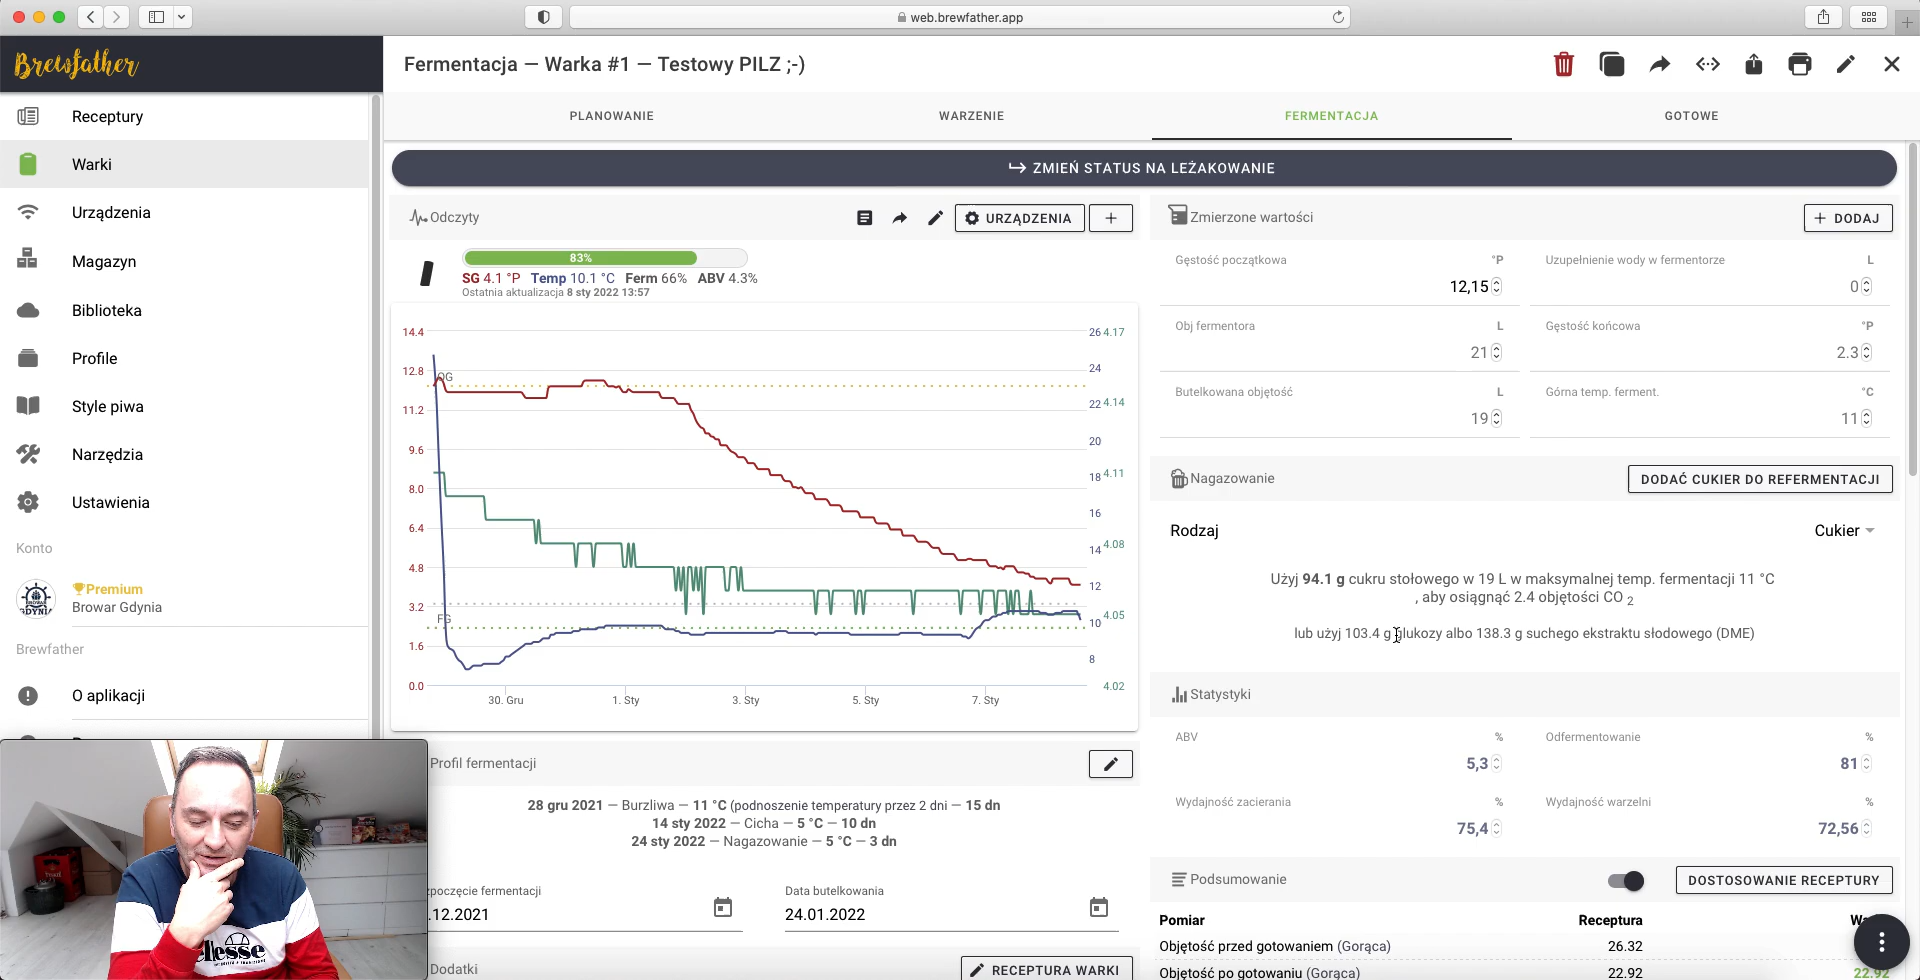 web.brewfather.app
Brewfather
Fermentacja — Warka #1 — Testowy PILZ ;-)
Receptury
Warki
Urządzenia
Magazyn
Biblioteka
Profile
Style piwa
Narzędzia
Ustawienia
Konto
Premium
Browar Gdynia
Brewfather
O aplikacji
PLANOWANIE
WARZENIE
FERMENTACJA
GOTOWE
ZMIEŃ STATUS NA LEŻAKOWANIE
Odczyty
URZĄDZENIA
83%
SG 4.1 °P Temp 10.1 °C Ferm 66% ABV 4.3%
Ostatnia aktualizacja 8 sty 2022 13:57
14.4
12.8
11.2
9.6
8.0
6.4
4.8
3.2
1.6
0.0
OG
FG
26
24
22
20
18
16
14
12
10
8
4.17
4.14
4.11
4.08
4.05
4.02
30. Gru
1. Sty
3. Sty
5. Sty
7. Sty
Profil fermentacji
28 gru 2021 — Burzliwa — 11 °C (podnoszenie temperatury przez 2 dni — 15 dn
14 sty 2022 — Cicha — 5 °C — 10 dn
24 sty 2022 — Nagazowanie — 5 °C — 3 dn
zpoczęcie fermentacji
.12.2021
Data butelkowania
24.01.2022
Dodatki
RECEPTURA WARKI
Zmierzone wartości
+ DODAJ
Gęstość początkowa °P
12,15
Uzupełnienie wody w fermentorze L
0
Obj fermentora L
21
Gęstość końcowa °P
2.3
Butelkowana objętość L
19
Górna temp. ferment. °C
11
Nagazowanie
DODAĆ CUKIER DO REFERMENTACJI
Rodzaj
Cukier
Użyj 94.1 g cukru stołowego w 19 L w maksymalnej temp. fermentacji 11 °C
, aby osiągnąć 2.4 objętości CO 2
lub użyj 103.4 g glukozy albo 138.3 g suchego ekstraktu słodowego (DME)
Statystyki
ABV %
5,3
Odfermentowanie %
81
Wydajność zacierania %
75,4
Wydajność warzelni %
72,56
Podsumowanie
DOSTOSOWANIE RECEPTURY
Pomiar Receptura
Objętość przed gotowaniem (Gorąca) 26.32
Objętość po gotowaniu (Gorąca) 22.92 22.92
ellesse